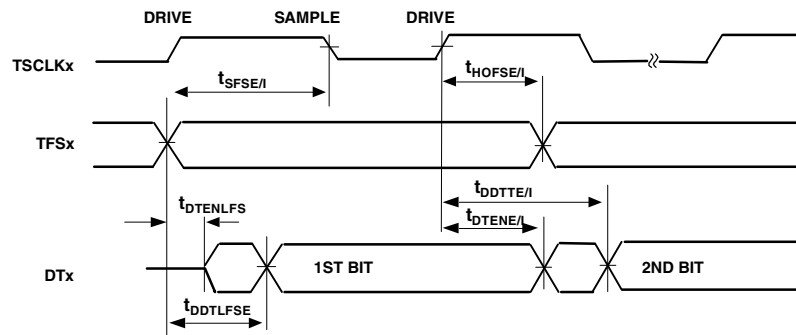 DRIVE SAMPLE DRIVE
TSCLKx
tSFSE/I tHOFSE/I
TFSx
tDDTTE/I
tDTENLFS tDTENE/I
DTx 1ST BIT 2ND BIT
tDDTLFSE